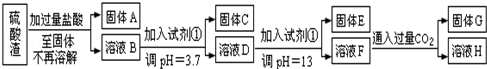 硫酸渣
加过量盐酸
至固体
不再溶解
固体A
溶液B
加入试剂①
调pH=3.7
固体C
溶液D
加入试剂①
调pH=13
固体E
溶液F
通入过量CO₂
固体G
溶液H